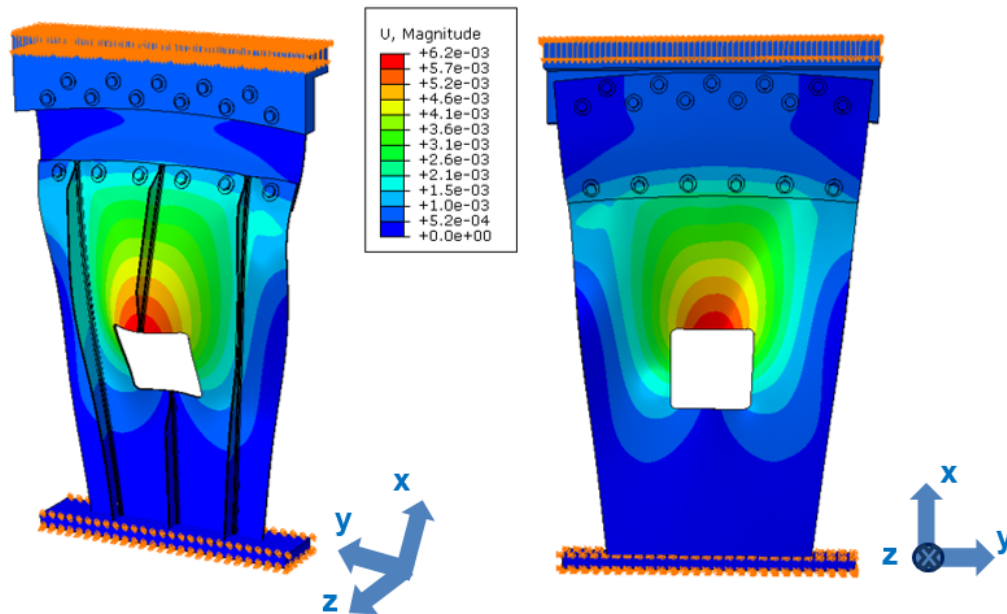 U, Magnitude
+6.2e-03
+5.7e-03
+5.2e-03
+4.6e-03
+4.1e-03
+3.6e-03
+3.1e-03
+2.6e-03
+2.1e-03
+1.5e-03
+1.0e-03
+5.2e-04
+0.0e+00
x
y
z
x
z
y